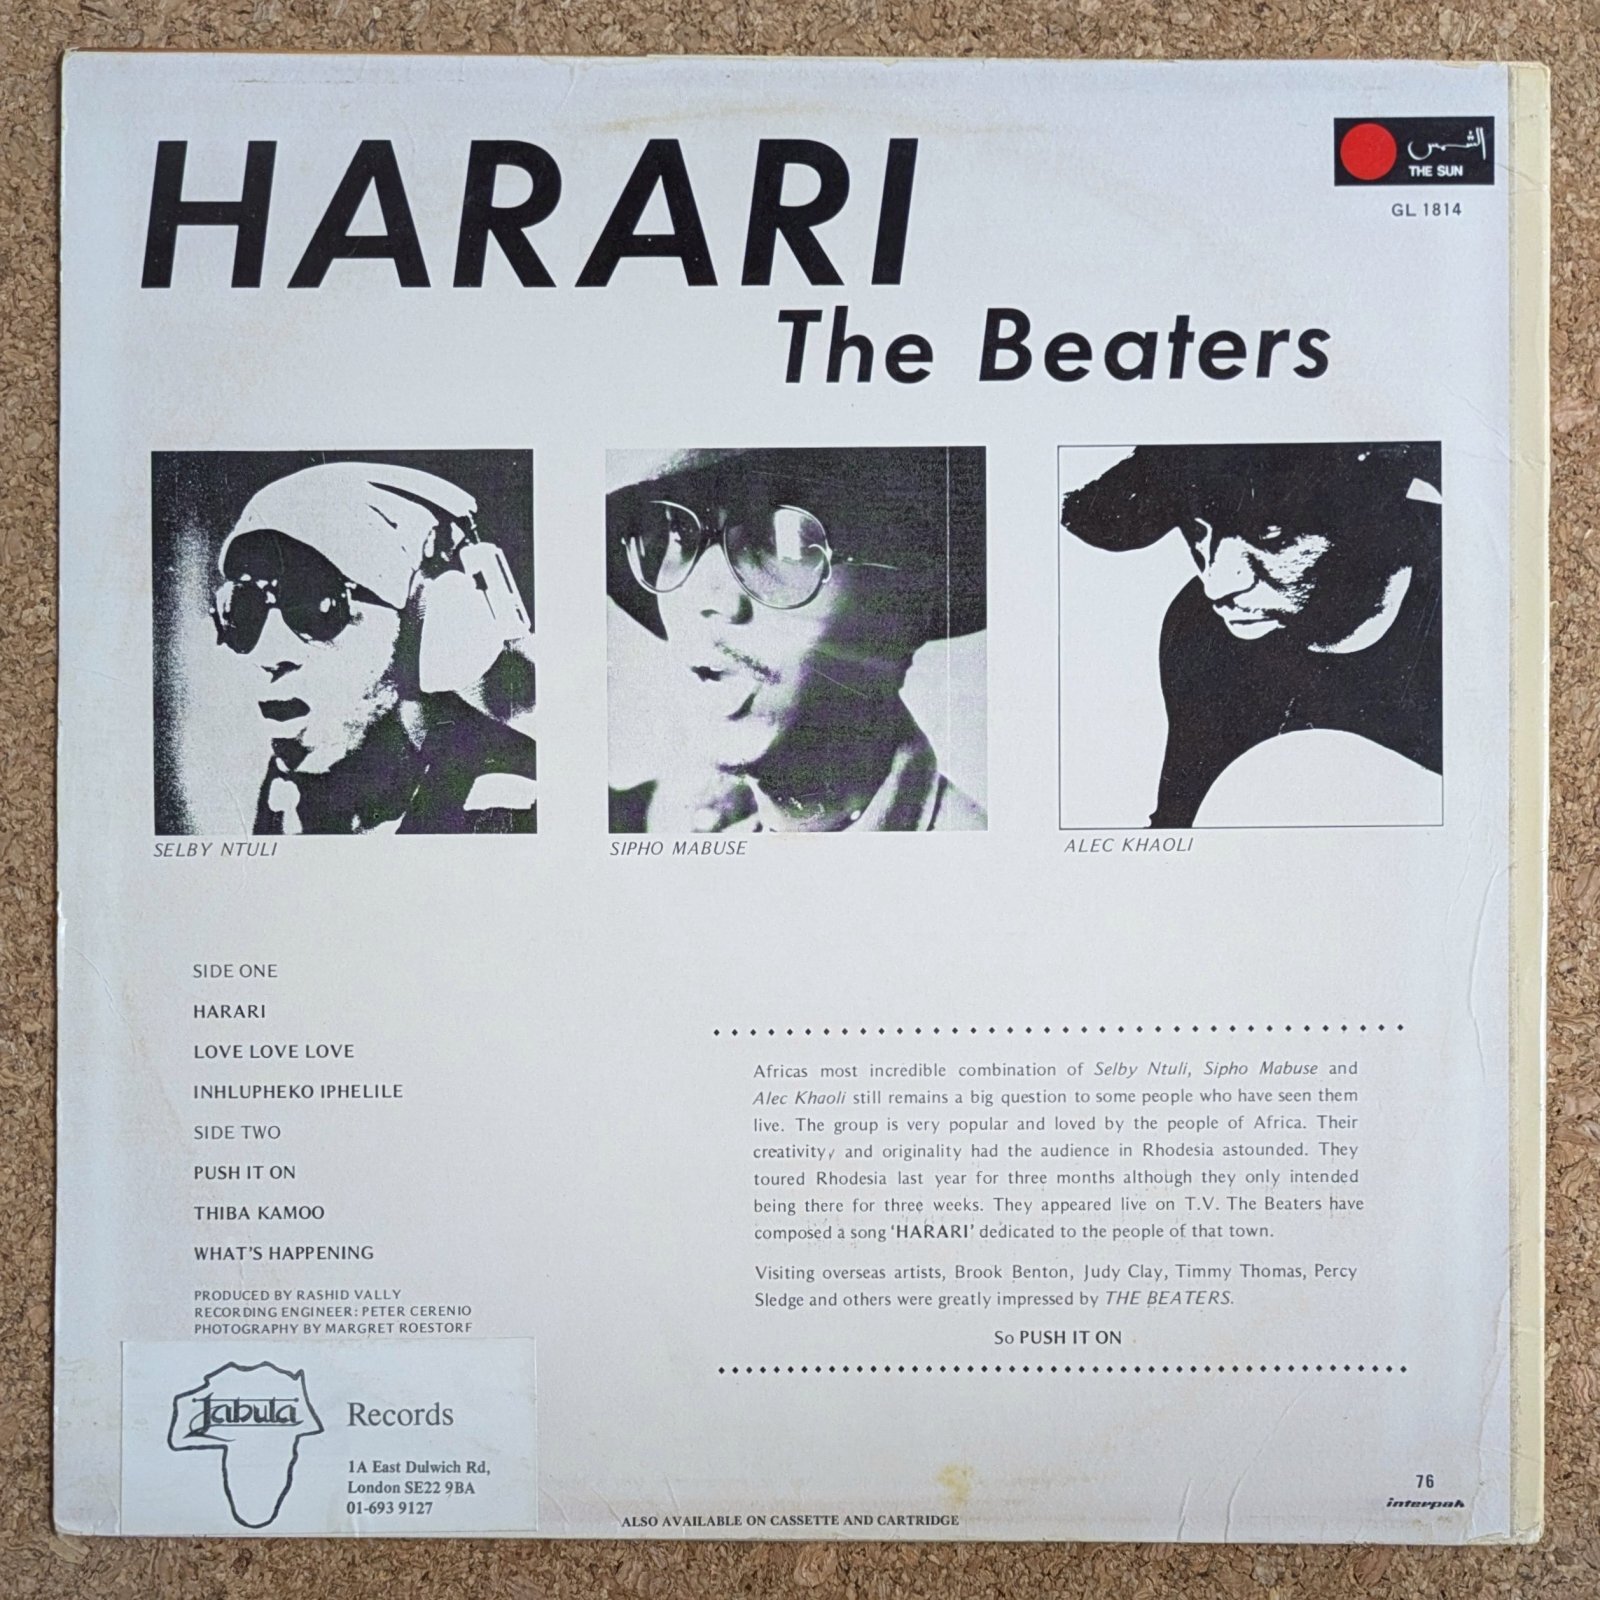 HARARI
The Beaters
الشمس
THE SUN
GL 1814
SELBY NTULI
SIPHO MABUSE
ALEC KHAOLI
SIDE ONE
HARARI
LOVE LOVE LOVE
INHLUPHEKO IPHELILE
SIDE TWO
PUSH IT ON
THIBA KAMOO
WHAT'S HAPPENING
PRODUCED BY RASHID VALLY
RECORDING ENGINEER: PETER CERENIO
PHOTOGRAPHY BY MARGRET ROESTORF
Africas most incredible combination of Selby Ntuli, Sipho Mabuse and
Alec Khaoli still remains a big question to some people who have seen them
live. The group is very popular and loved by the people of Africa. Their
creativity, and originality had the audience in Rhodesia astounded. They
toured Rhodesia last year for three months although they only intended
being there for three weeks. They appeared live on T.V. The Beaters have
composed a song 'HARARI' dedicated to the people of that town.
Visiting overseas artists, Brook Benton, Judy Clay, Timmy Thomas, Percy
Sledge and others were greatly impressed by THE BEATERS.
So PUSH IT ON
Jabula
Records
1A East Dulwich Rd,
London SE22 9BA
01-693 9127
ALSO AVAILABLE ON CASSETTE AND CARTRIDGE
76
interpak